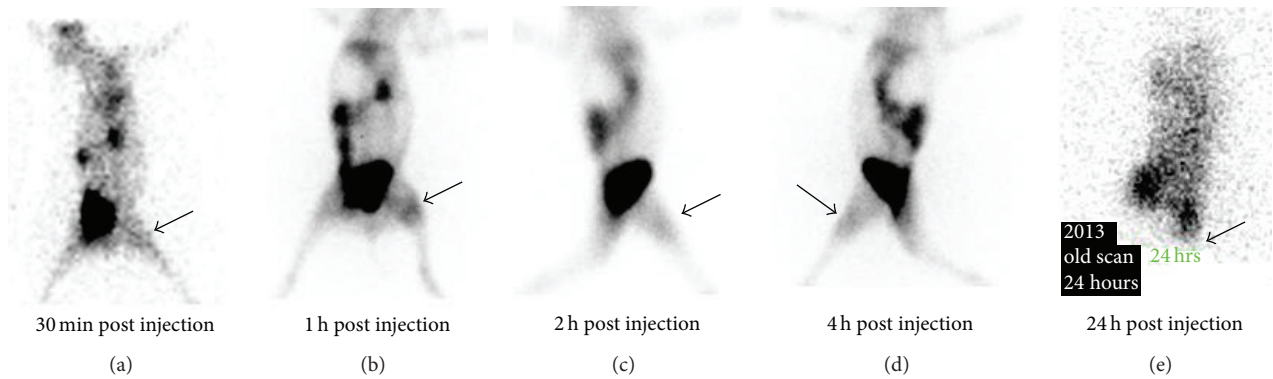 2013
old scan
24 hours
24 hrs
30 min post injection
1 h post injection
2 h post injection
4 h post injection
24 h post injection
(a)
(b)
(c)
(d)
(e)